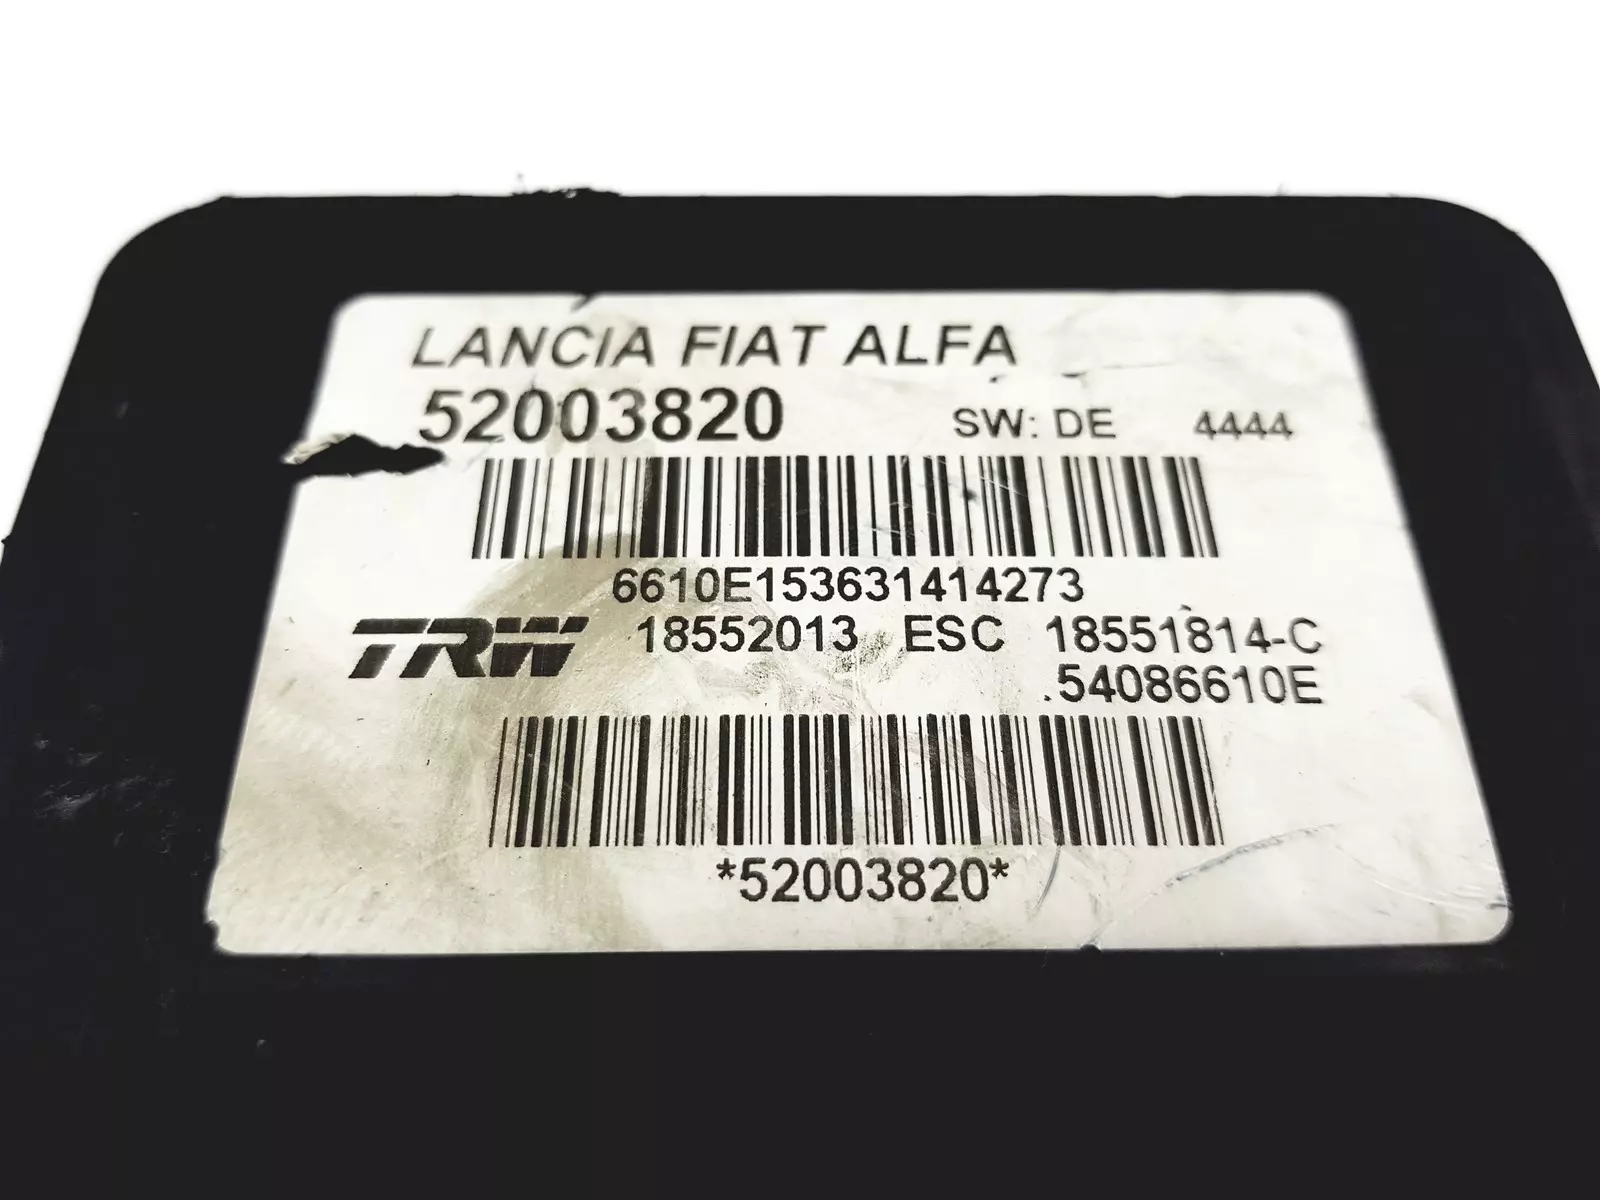 LANCIA FIAT ALFA
52003820 SW: DE 4444
6610E153631414273
TRW 18552013 ESC 18551814-C
.54086610E
*52003820*